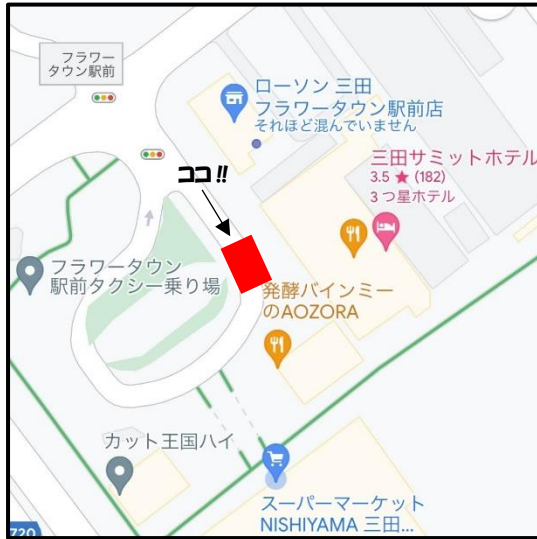 フラワー
タウン駅前
ローソン 三田
フラワータウン駅前店
それほど混んでいません
ココ!!
三田サミットホテル
3.5 ★ (182)
3 つ星ホテル
フラワータウン
駅前タクシー乗り場
発酵バインミー
のAOZORA
カット王国ハイ
スーパーマーケット
NISHIYAMA 三田...
720